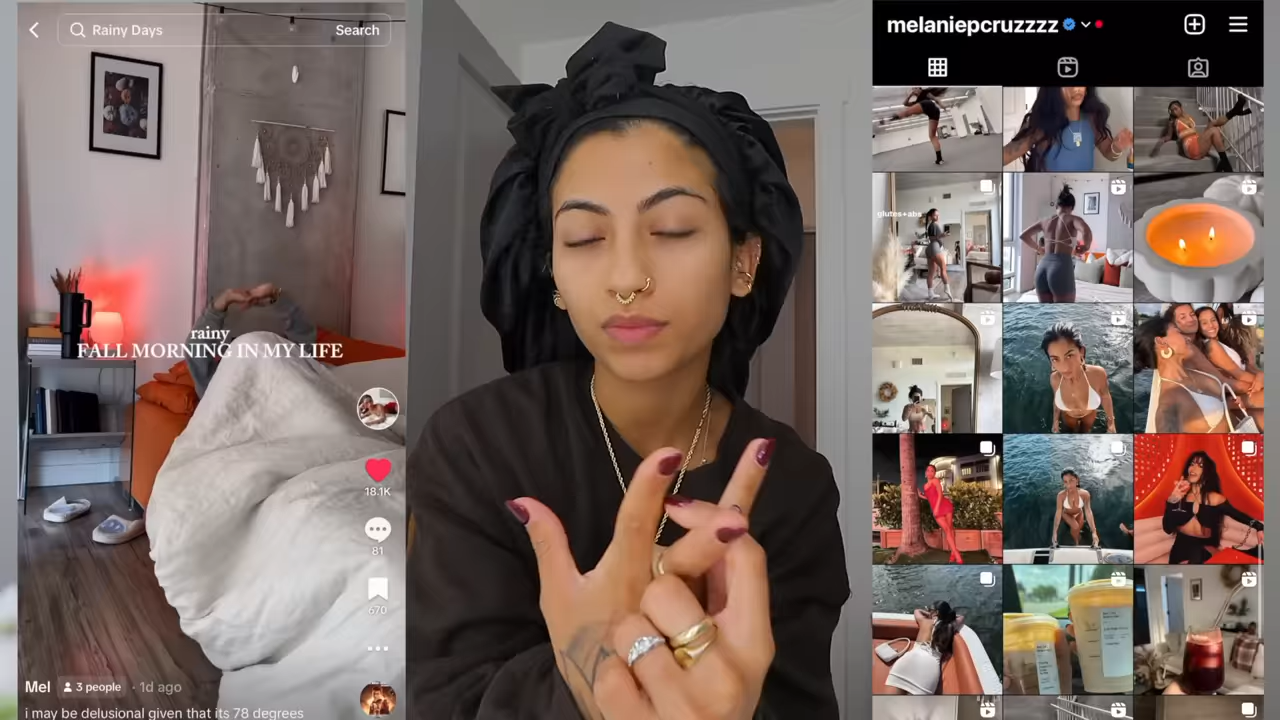 Rainy Days
Search
rainy
FALL MORNING IN MY LIFE
18.1K
81
670
Mel
3 people
· 1d ago
i may be delusional given that its 78 degrees
melaniepcruzzzz
glutes+abs